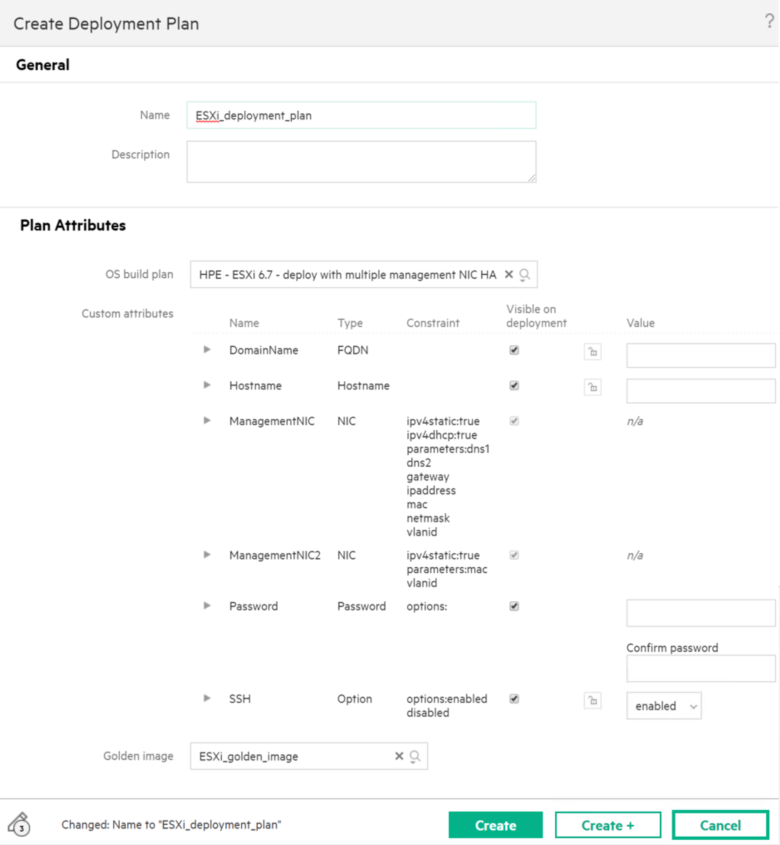 Create Deployment Plan
?
General
Name
ESXi_deployment_plan
Description
Plan Attributes
OS build plan
HPE - ESXi 6.7 - deploy with multiple management NIC HA
Custom attributes
Name Type Constraint Visible on deployment Value
DomainName FQDN
Hostname Hostname
ManagementNIC NIC ipv4static:true n/a
ipv4dhcp:true
parameters:dns1
dns2
gateway
ipaddress
mac
netmask
vlanid
ManagementNIC2 NIC ipv4static:true n/a
parameters:mac
vlanid
Password Password options:
Confirm password
SSH Option options:enabled enabled
disabled
Golden image
ESXi_golden_image
3
Changed: Name to "ESXi_deployment_plan"
Create
Create +
Cancel